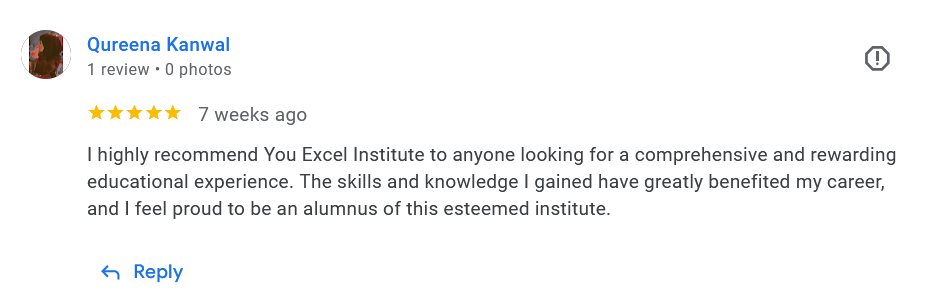 Qureena Kanwal
1 review • 0 photos
7 weeks ago
I highly recommend You Excel Institute to anyone looking for a comprehensive and rewarding
educational experience. The skills and knowledge I gained have greatly benefited my career,
and I feel proud to be an alumnus of this esteemed institute.
Reply